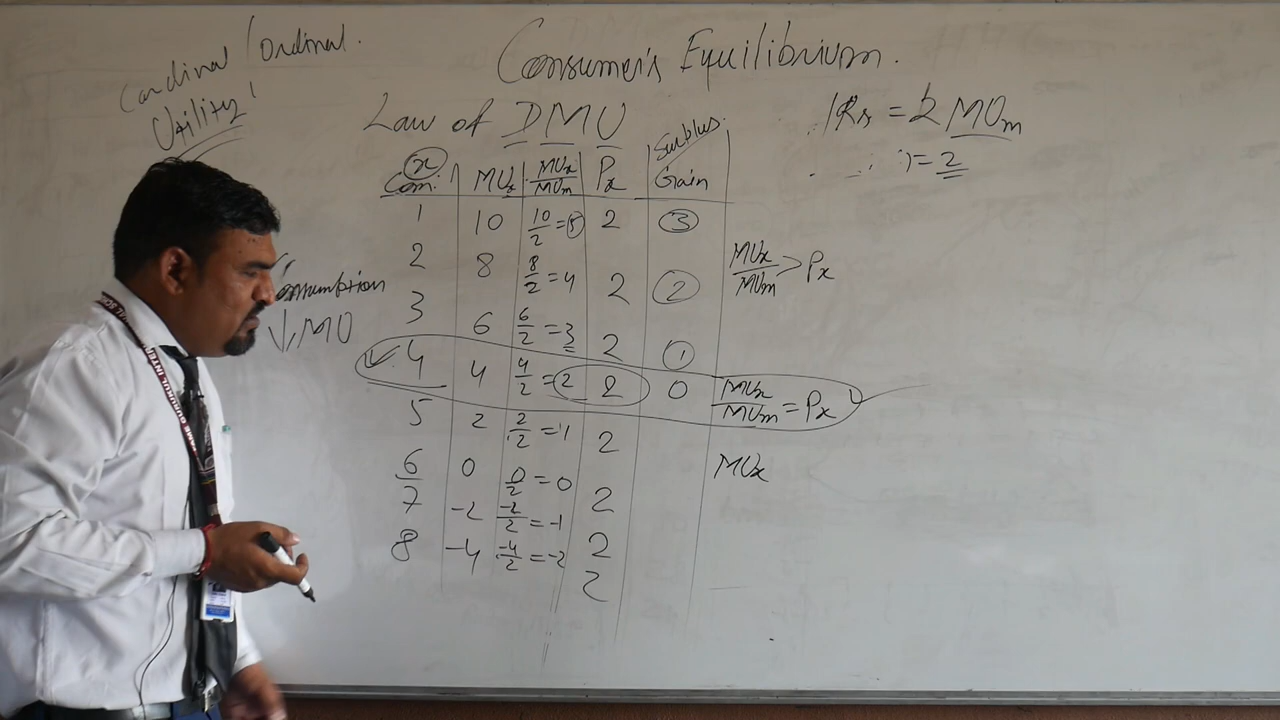 Cardinal / Ordinal.
Utility
Consumer's Equilibrium.
Law of DMU
1Rs = 2 MUm
1 = 2
Consumption
↓ MU
x Com. | MUx | MUx/MUm | Px | Surplus Gain
1 | 10 | 10/2 = 5 | 2 | 3
2 | 8 | 8/2 = 4 | 2 | 2
MUx/MUm > Px
3 | 6 | 6/2 = 3 | 2 | 1
4 | 4 | 4/2 = 2 | 2 | 0 | MUx/MUm = Px
5 | 2 | 2/2 = 1 | 2
MUx
6 | 0 | 0/2 = 0 | 2
7 | -2 | -2/2 = -1 | 2
8 | -4 | -4/2 = -2 | 2